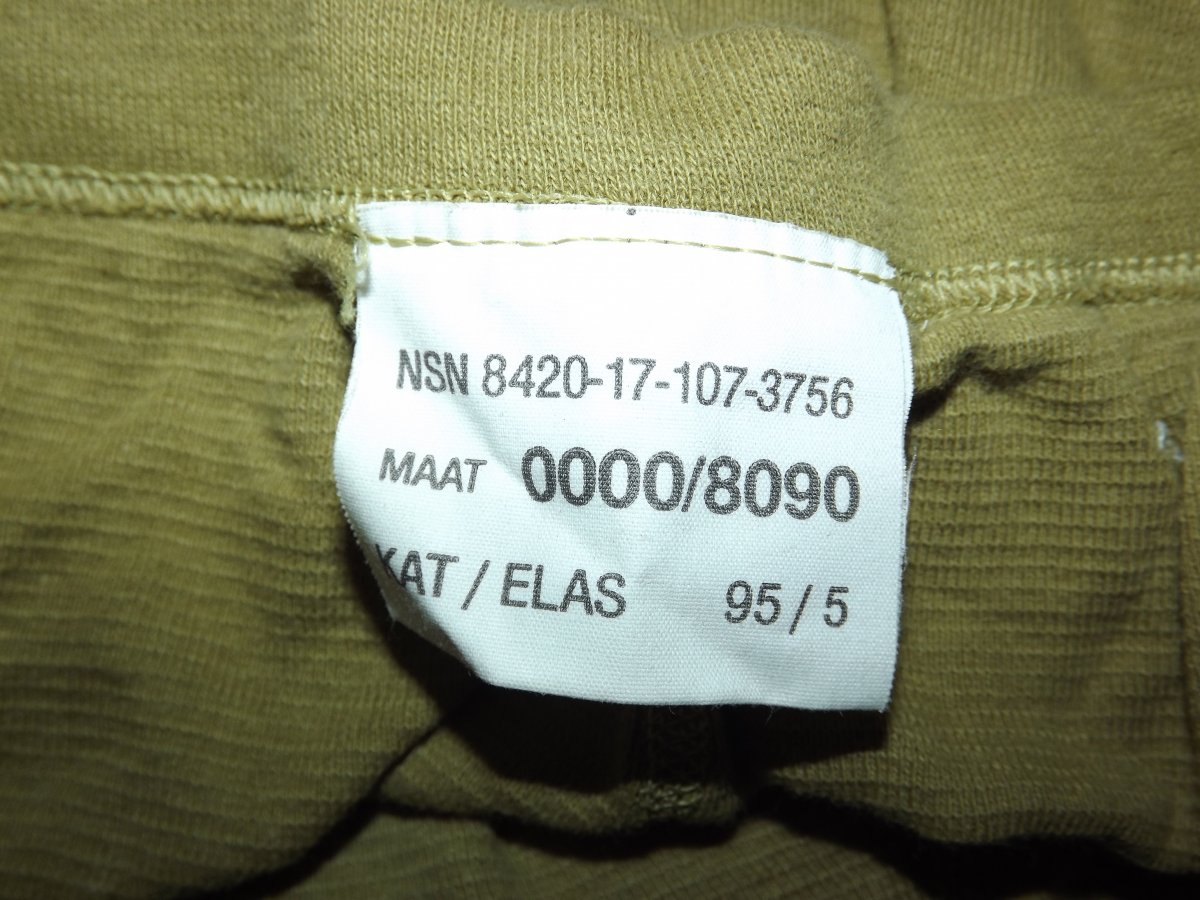 NSN 8420-17-107-3756
MAAT 0000/8090
KAT / ELAS 95 / 5